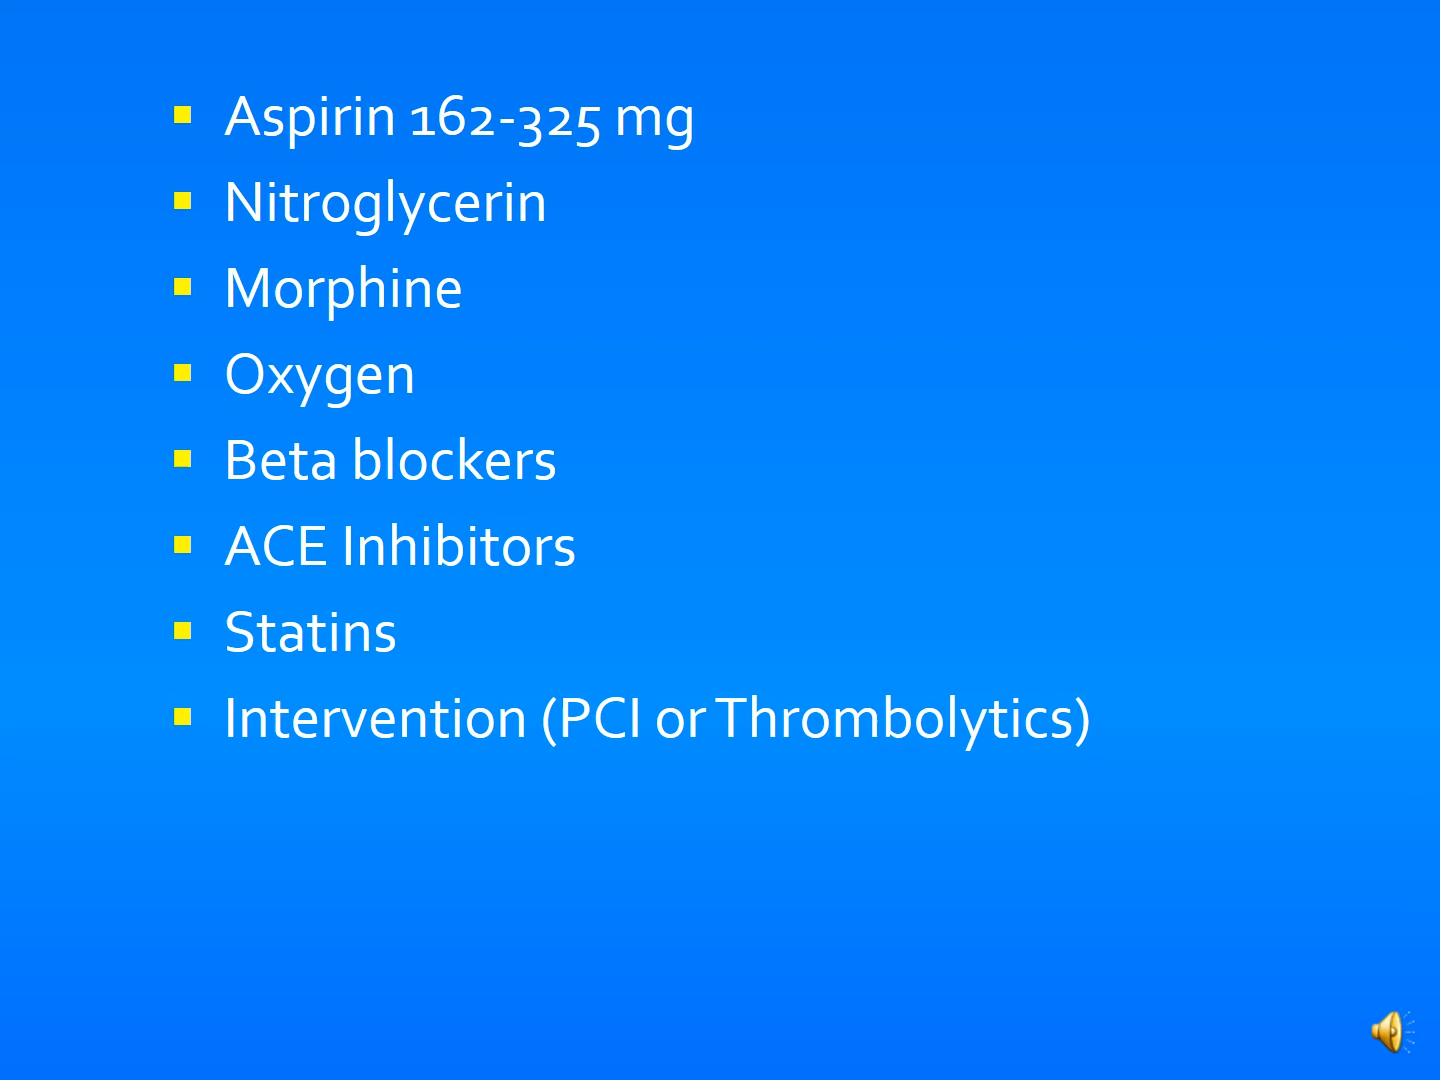 Aspirin 162-325 mg
Nitroglycerin
Morphine
Oxygen
Beta blockers
ACE Inhibitors
Statins
Intervention (PCI or Thrombolytics)